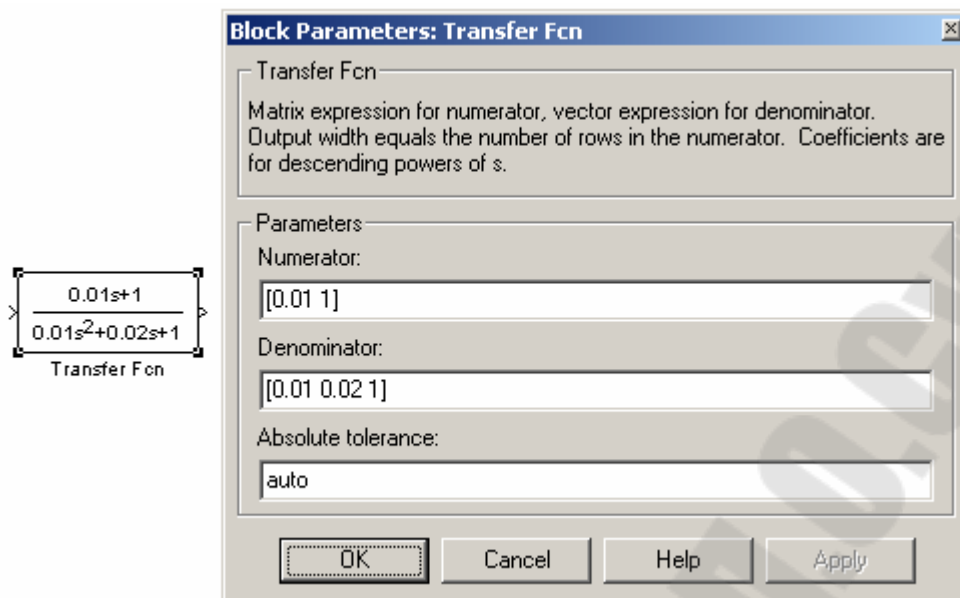 0.01s+1
0.01s²+0.02s+1
Transfer Fcn
Block Parameters: Transfer Fcn
Transfer Fcn
Matrix expression for numerator, vector expression for denominator.
Output width equals the number of rows in the numerator.  Coefficients are
for descending powers of s.
Parameters
Numerator:
[0.01 1]
Denominator:
[0.01 0.02 1]
Absolute tolerance:
auto
OK
Cancel
Help
Apply